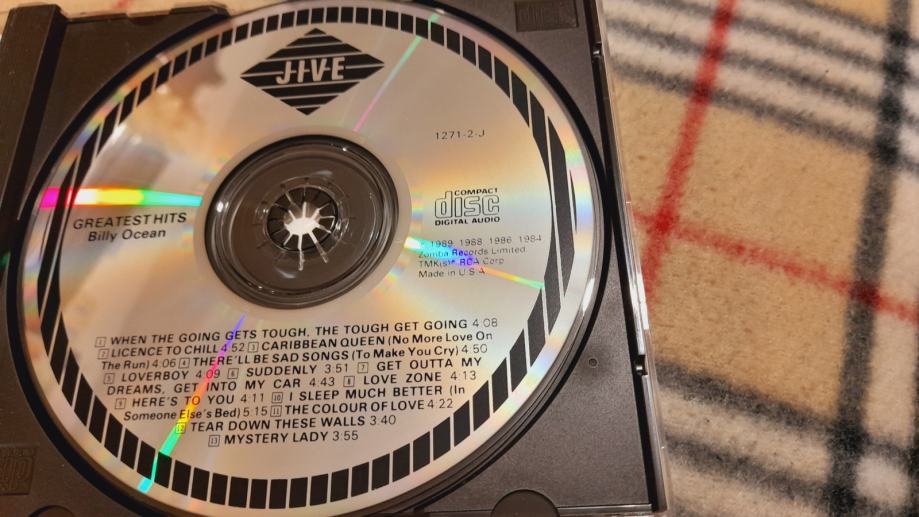 JIVE
1271-2-J
COMPACT
disc
DIGITAL AUDIO
GREATEST HITS
Billy Ocean
℗ 1989 1988 1986 1984
Zomba Records Limited
TMK(s)® RCA Corp
Made in U.S.A
1 WHEN THE GOING GETS TOUGH, THE TOUGH GET GOING 4:08
2 LICENCE TO CHILL 4:52 3 CARIBBEAN QUEEN (No More Love On
The Run) 4:06 4 THERE'LL BE SAD SONGS (To Make You Cry) 4:50
5 LOVERBOY 4:09 6 SUDDENLY 3:51 7 GET OUTTA MY
DREAMS, GET INTO MY CAR 4:43 8 LOVE ZONE 4:13
9 HERE'S TO YOU 4:11 10 I SLEEP MUCH BETTER (In
Someone Else's Bed) 5:15 11 THE COLOUR OF LOVE 4:22
12 TEAR DOWN THESE WALLS 3:40
13 MYSTERY LADY 3:55